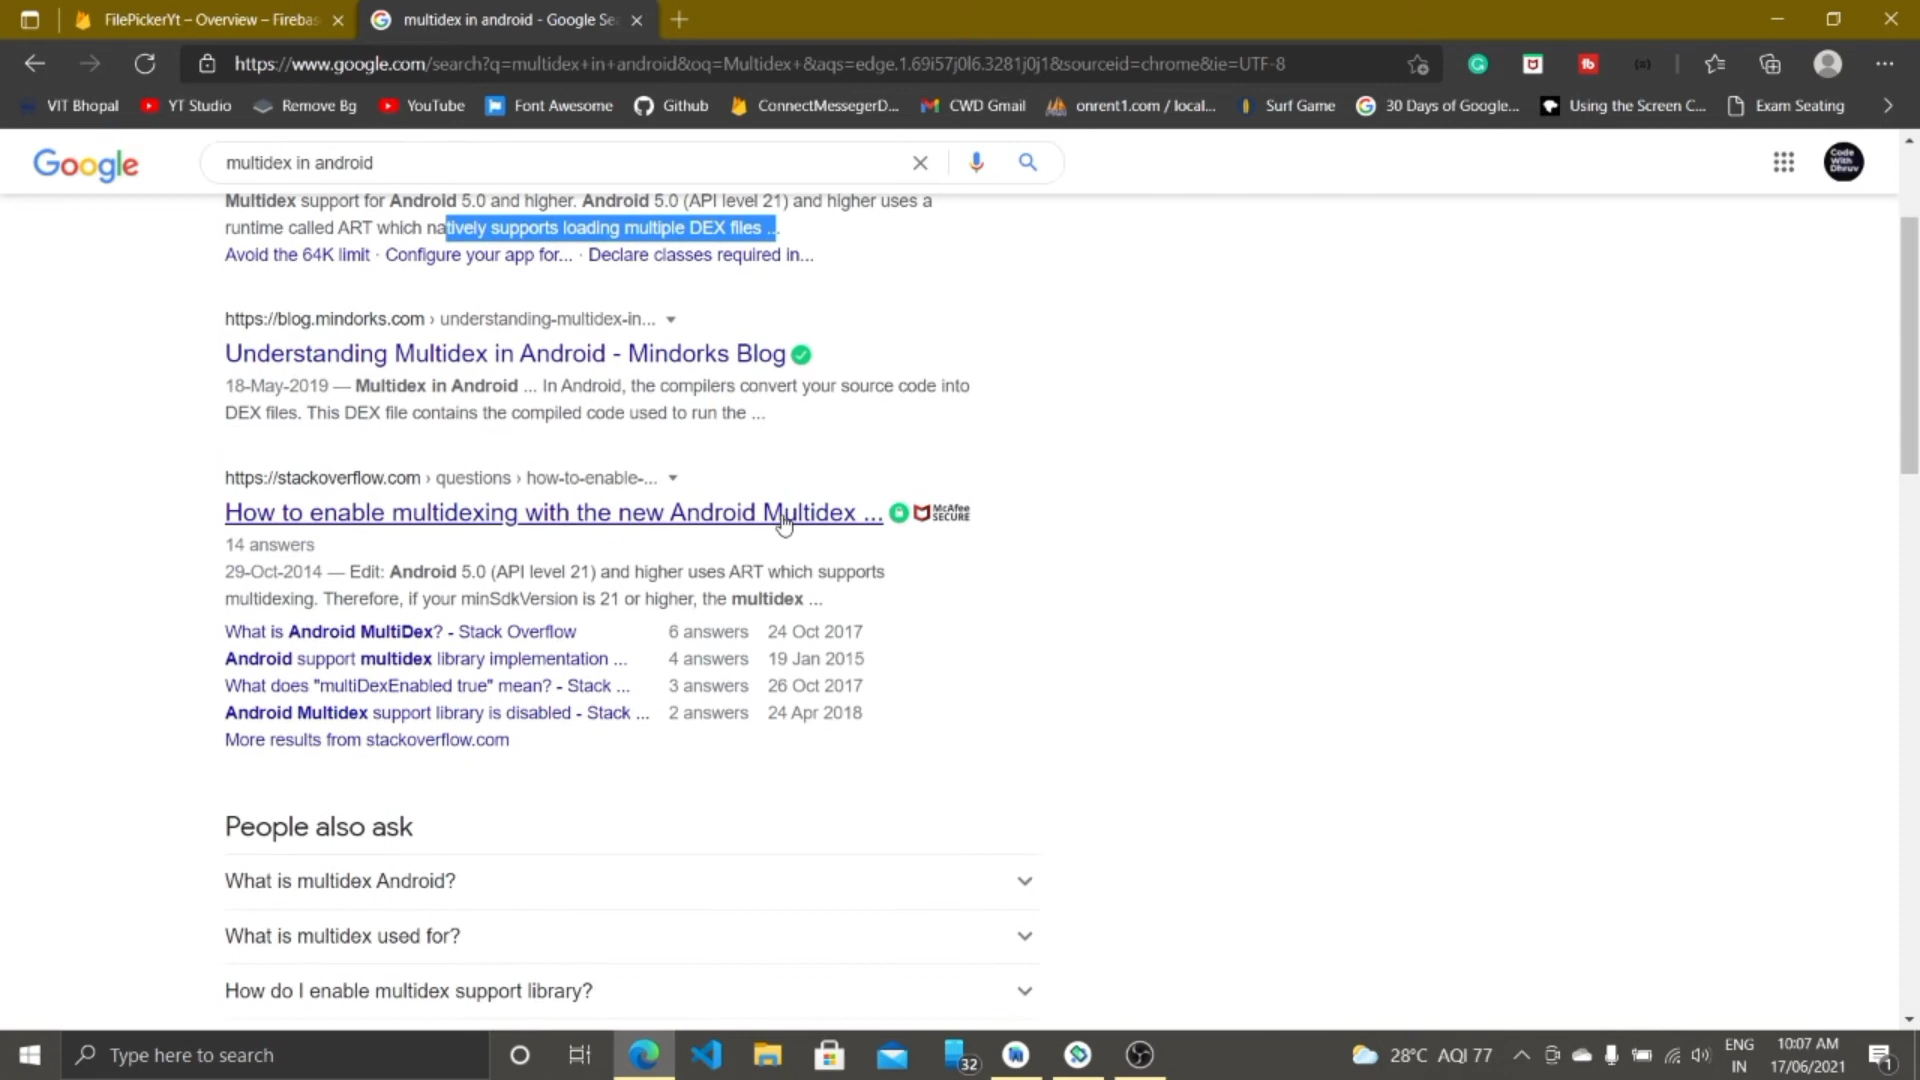 FilePickerYt – Overview – Firebas
multidex in android - Google Sea
https://www.google.com/search?q=multidex+in+android&oq=Multidex+&aqs=edge.1.69i57j0l6.3281j0j1&sourceid=chrome&ie=UTF-8
VIT Bhopal YT Studio Remove Bg YouTube Font Awesome Github ConnectMessegerD... CWD Gmail onrent1.com / local... Surf Game 30 Days of Google... Using the Screen C... Exam Seating
Google multidex in android Code With Dhruv
Multidex support for Android 5.0 and higher. Android 5.0 (API level 21) and higher uses a
runtime called ART which natively supports loading multiple DEX files ...
Avoid the 64K limit · Configure your app for... · Declare classes required in...
https://blog.mindorks.com › understanding-multidex-in...
Understanding Multidex in Android - Mindorks Blog
18-May-2019 — Multidex in Android ... In Android, the compilers convert your source code into
DEX files. This DEX file contains the compiled code used to run the ...
https://stackoverflow.com › questions › how-to-enable-...
How to enable multidexing with the new Android Multidex ... McAfee SECURE
14 answers
29-Oct-2014 — Edit: Android 5.0 (API level 21) and higher uses ART which supports
multidexing. Therefore, if your minSdkVersion is 21 or higher, the multidex ...
What is Android MultiDex? - Stack Overflow 6 answers 24 Oct 2017
Android support multidex library implementation ... 4 answers 19 Jan 2015
What does "multiDexEnabled true" mean? - Stack ... 3 answers 26 Oct 2017
Android Multidex support library is disabled - Stack ... 2 answers 24 Apr 2018
More results from stackoverflow.com
People also ask
What is multidex Android?
What is multidex used for?
How do I enable multidex support library?
Type here to search
32
28°C AQI 77
ENG
IN
10:07 AM
17/06/2021
1